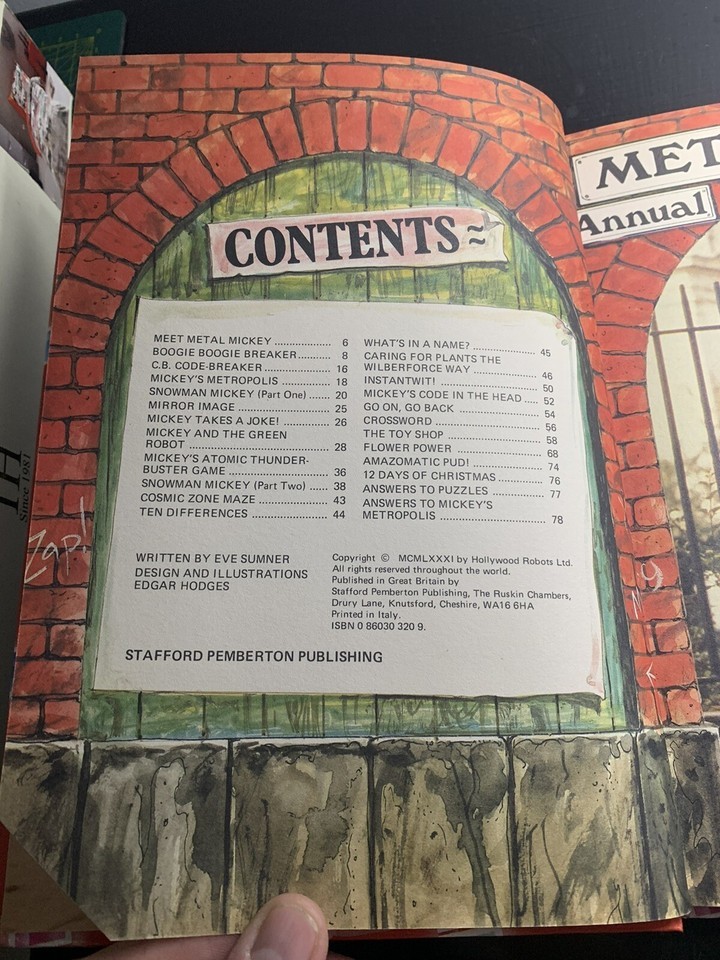 CONTENTS
MEET METAL MICKEY .................. 6
BOOGIE BOOGIE BREAKER.......... 8
C.B. CODE-BREAKER .................. 16
MICKEY'S METROPOLIS ............... 18
SNOWMAN MICKEY (Part One) ..... 20
MIRROR IMAGE ......................... 25
MICKEY TAKES A JOKE! .............. 26
MICKEY AND THE GREEN
ROBOT ...................................... 28
MICKEY'S ATOMIC THUNDER-
BUSTER GAME ........................... 36
SNOWMAN MICKEY (Part Two) ..... 38
COSMIC ZONE MAZE .................. 43
TEN DIFFERENCES ..................... 44
WHAT'S IN A NAME? .................. 45
CARING FOR PLANTS THE
WILBERFORCE WAY .................. 46
INSTANTWIT! ........................... 50
MICKEY'S CODE IN THE HEAD .... 52
GO ON, GO BACK ...................... 54
CROSSWORD ............................ 56
THE TOY SHOP ......................... 58
FLOWER POWER ....................... 68
AMAZOMATIC PUD! ................... 74
12 DAYS OF CHRISTMAS ............ 76
ANSWERS TO PUZZLES .............. 77
ANSWERS TO MICKEY'S
METROPOLIS ............................ 78
WRITTEN BY EVE SUMNER
DESIGN AND ILLUSTRATIONS
EDGAR HODGES
Copyright © MCMLXXXI by Hollywood Robots Ltd.
All rights reserved throughout the world.
Published in Great Britain by
Stafford Pemberton Publishing, The Ruskin Chambers,
Drury Lane, Knutsford, Cheshire, WA16 6HA
Printed in Italy.
ISBN 0 86030 320 9.
STAFFORD PEMBERTON PUBLISHING
Zap!
MET
Annual
Since 1981